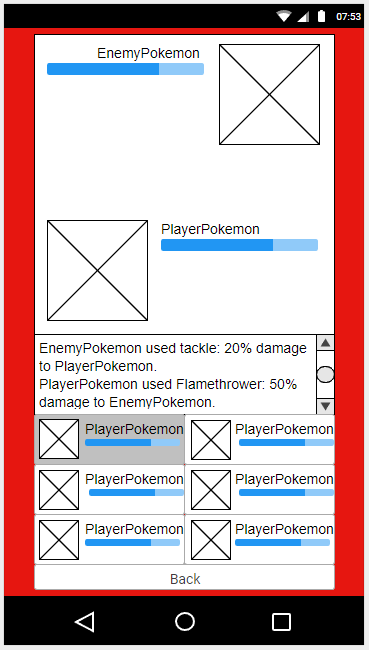 07:53
EnemyPokemon
PlayerPokemon
EnemyPokemon used tackle: 20% damage
to PlayerPokemon.
PlayerPokemon used Flamethrower: 50%
damage to EnemyPokemon.
PlayerPokemon
PlayerPokemon
PlayerPokemon
PlayerPokemon
PlayerPokemon
PlayerPokemon
Back